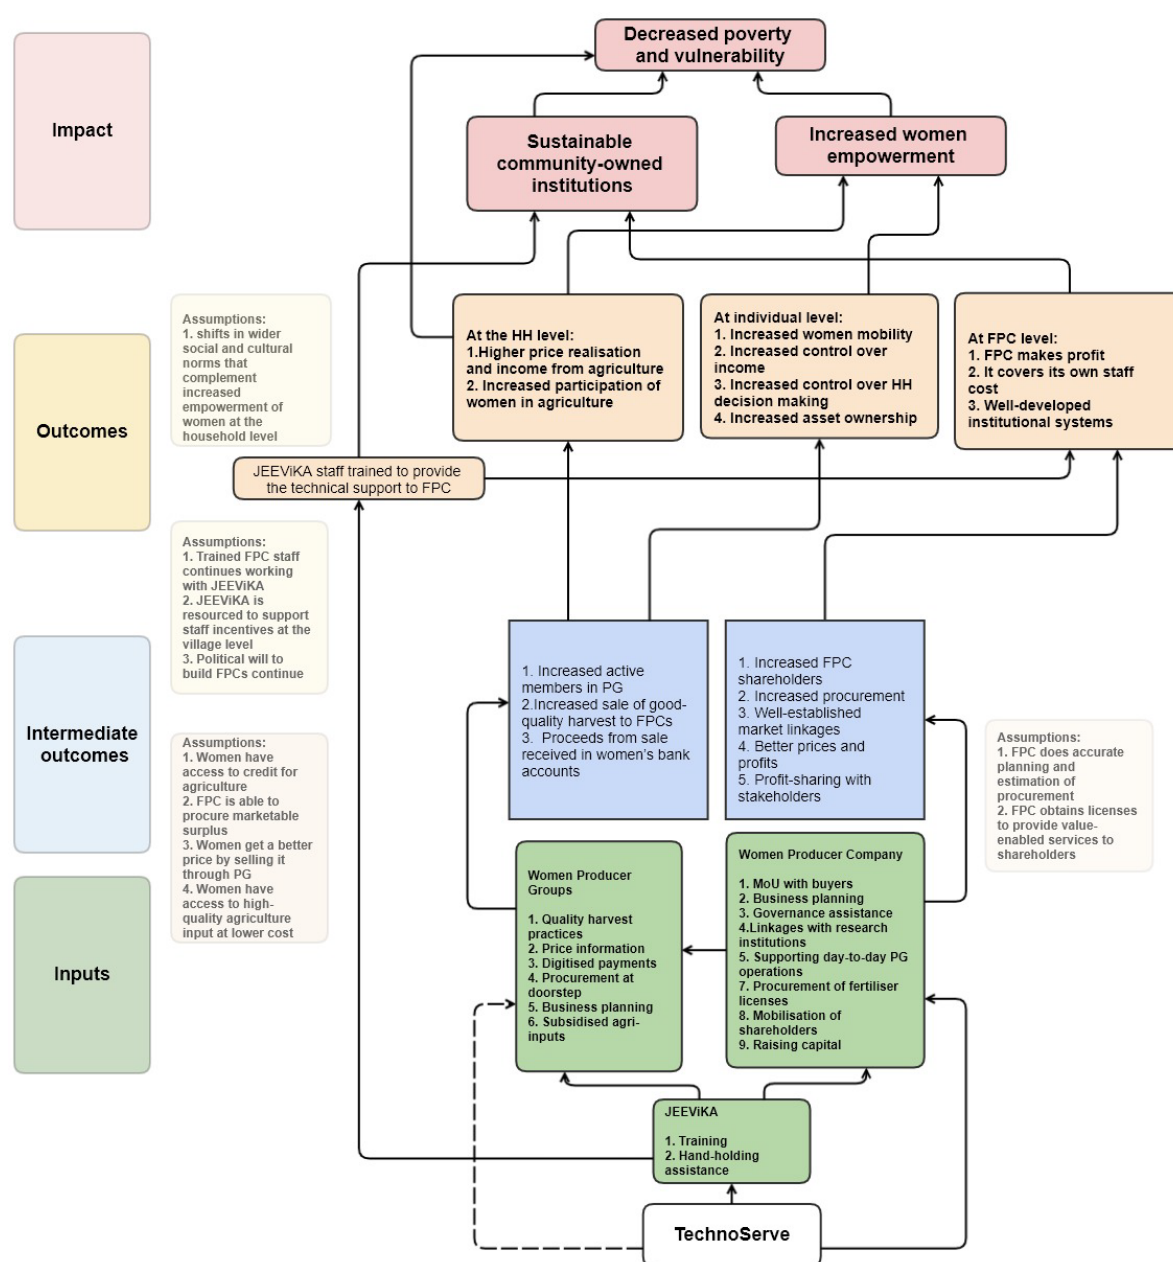 Decreased poverty
and vulnerability
Impact
Sustainable
community-owned
institutions
Increased women
empowerment
Outcomes
Assumptions:
1. shifts in wider
social and cultural
norms that
complement
increased
empowerment of
women at the
household level
At the HH level:
1.Higher price realisation
and income from agriculture
2. Increased participation of
women in agriculture
At individual level:
1. Increased women mobility
2. Increased control over
income
3. Increased control over HH
decision making
4. Increased asset ownership
At FPC level:
1. FPC makes profit
2. It covers its own staff
cost
3. Well-developed
institutional systems
JEEViKA staff trained to provide
the technical support to FPC
Assumptions:
1. Trained FPC staff
continues working
with JEEViKA
2. JEEViKA is
resourced to support
staff incentives at the
village level
3. Political will to
build FPCs continue
Intermediate
outcomes
1. Increased active
members in PG
2.Increased sale of good-
quality harvest to FPCs
3. Proceeds from sale
received in women's bank
accounts
1. Increased FPC
shareholders
2. Increased procurement
3. Well-established
market linkages
4. Better prices and
profits
5. Profit-sharing with
stakeholders
Assumptions:
1. Women have
access to credit for
agriculture
2. FPC is able to
procure marketable
surplus
3. Women get a better
price by selling it
through PG
4. Women have
access to high-
quality agriculture
input at lower cost
Assumptions:
1. FPC does accurate
planning and
estimation of
procurement
2. FPC obtains licenses
to provide value-
enabled services to
shareholders
Inputs
Women Producer
Groups
1. Quality harvest
practices
2. Price information
3. Digitised payments
4. Procurement at
doorstep
5. Business planning
6. Subsidised agri-
inputs
Women Producer Company
1. MoU with buyers
2. Business planning
3. Governance assistance
4.Linkages with research
institutions
5. Supporting day-to-day PG
operations
7. Procurement of fertiliser
licenses
8. Mobilisation of
shareholders
9. Raising capital
JEEViKA
1. Training
2. Hand-holding
assistance
TechnoServe